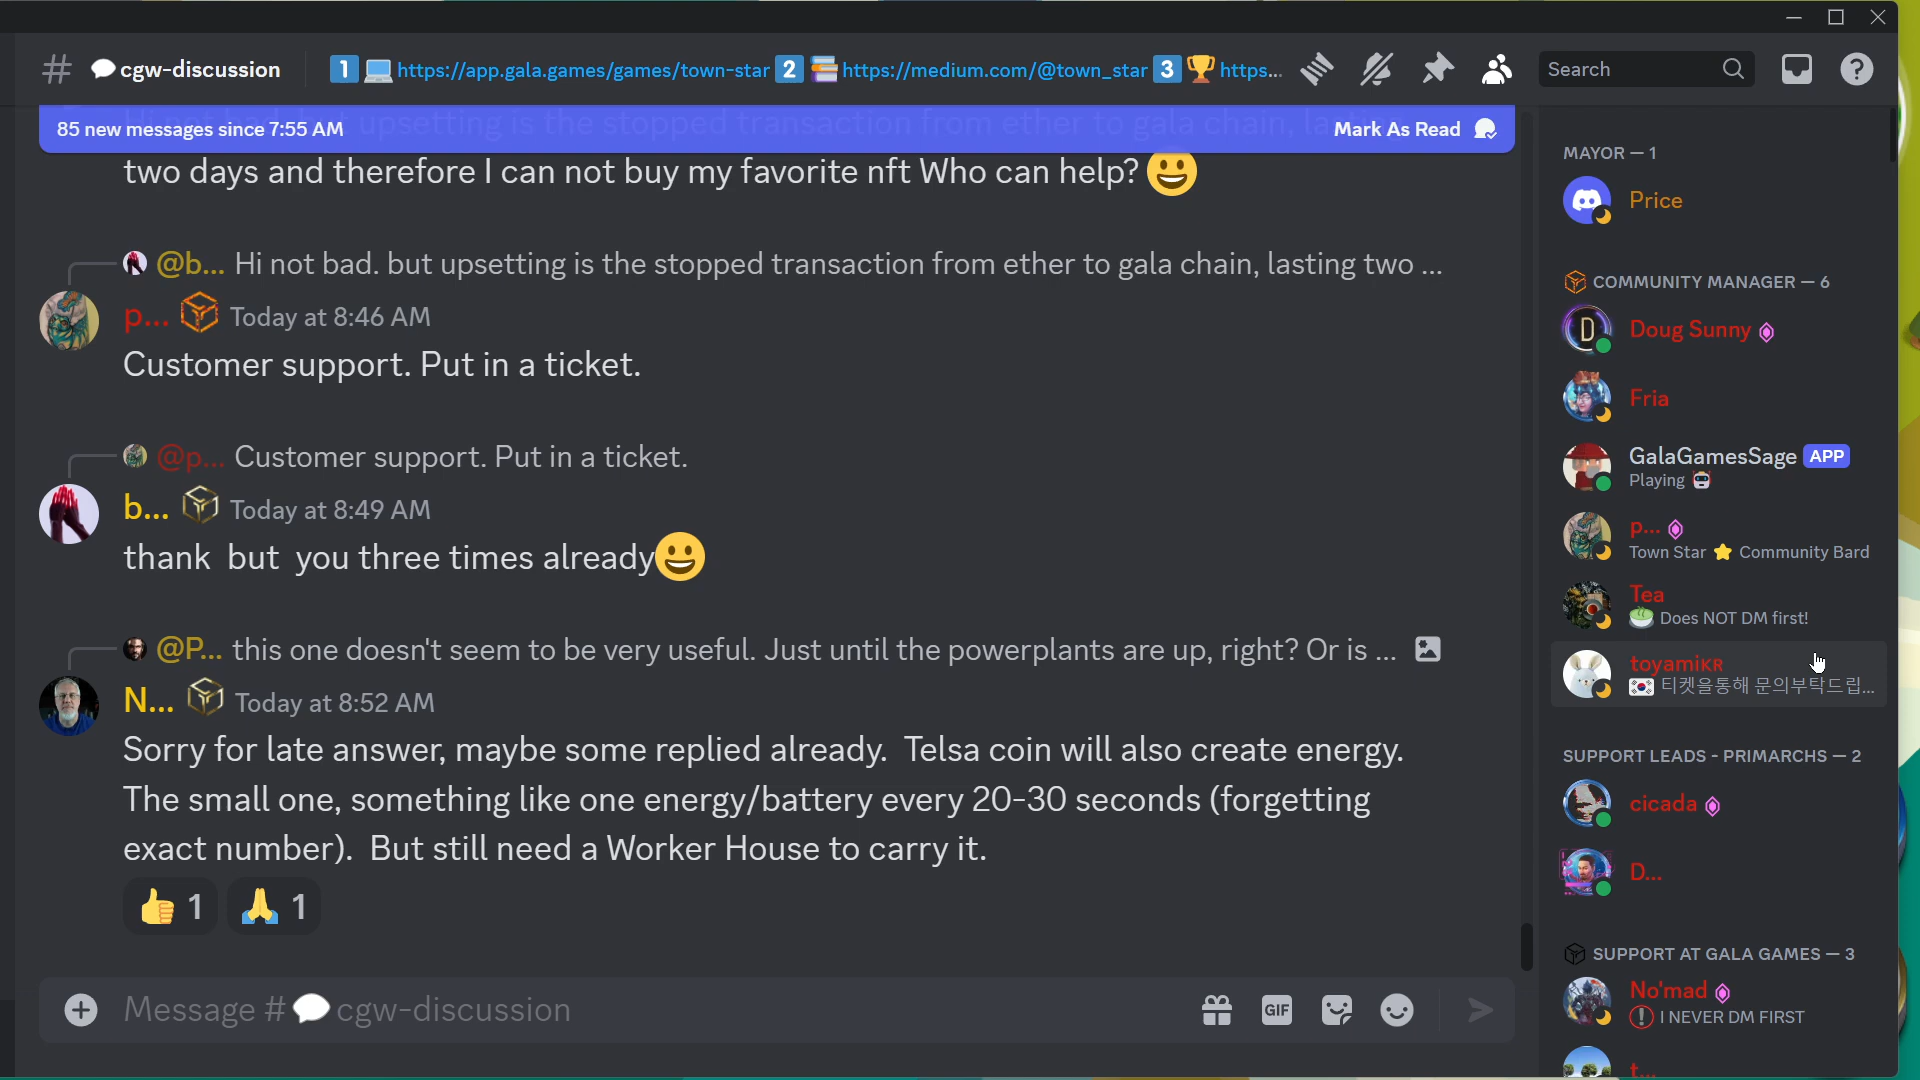 cgw-discussion
1 https://app.gala.games/games/town-star 2 https://medium.com/@town_star 3 https...
Search
85 new messages since 7:55 AM
Mark As Read
two days and therefore I can not buy my favorite nft Who can help?
@b... Hi not bad. but upsetting is the stopped transaction from ether to gala chain, lasting two ...
p... Today at 8:46 AM
Customer support. Put in a ticket.
@p... Customer support. Put in a ticket.
b... Today at 8:49 AM
thank but you three times already
@P... this one doesn't seem to be very useful. Just until the powerplants are up, right? Or is ...
N... Today at 8:52 AM
Sorry for late answer, maybe some replied already. Telsa coin will also create energy.
The small one, something like one energy/battery every 20-30 seconds (forgetting
exact number). But still need a Worker House to carry it.
1 1
Message # cgw-discussion
GIF
MAYOR — 1
Price
COMMUNITY MANAGER — 6
Doug Sunny
Fria
GalaGamesSage APP
Playing
p...
Town Star Community Bard
Tea
Does NOT DM first!
toyamiKR
티켓을통해 문의부탁드립...
SUPPORT LEADS - PRIMARCHS — 2
cicada
D...
SUPPORT AT GALA GAMES — 3
No'mad
I NEVER DM FIRST
t...